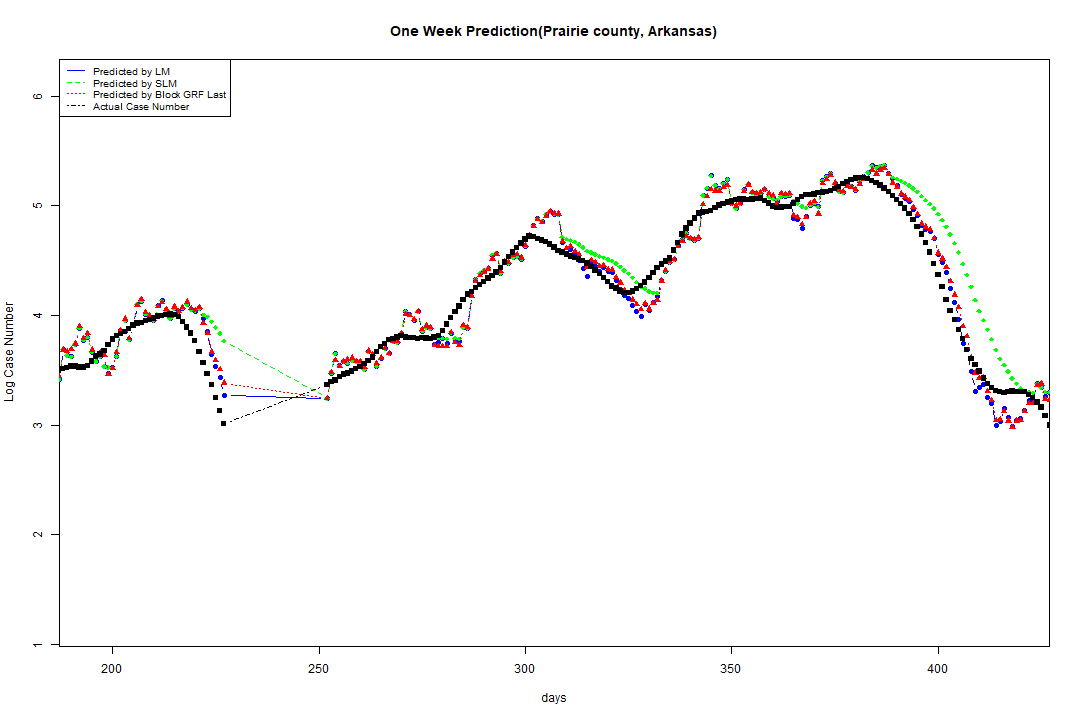 One Week Prediction(Prairie county, Arkansas)
Predicted by LM
Predicted by SLM
Predicted by Block GRF Last
Actual Case Number
Log Case Number
6
5
4
3
2
1
200 250 300 350 400
days